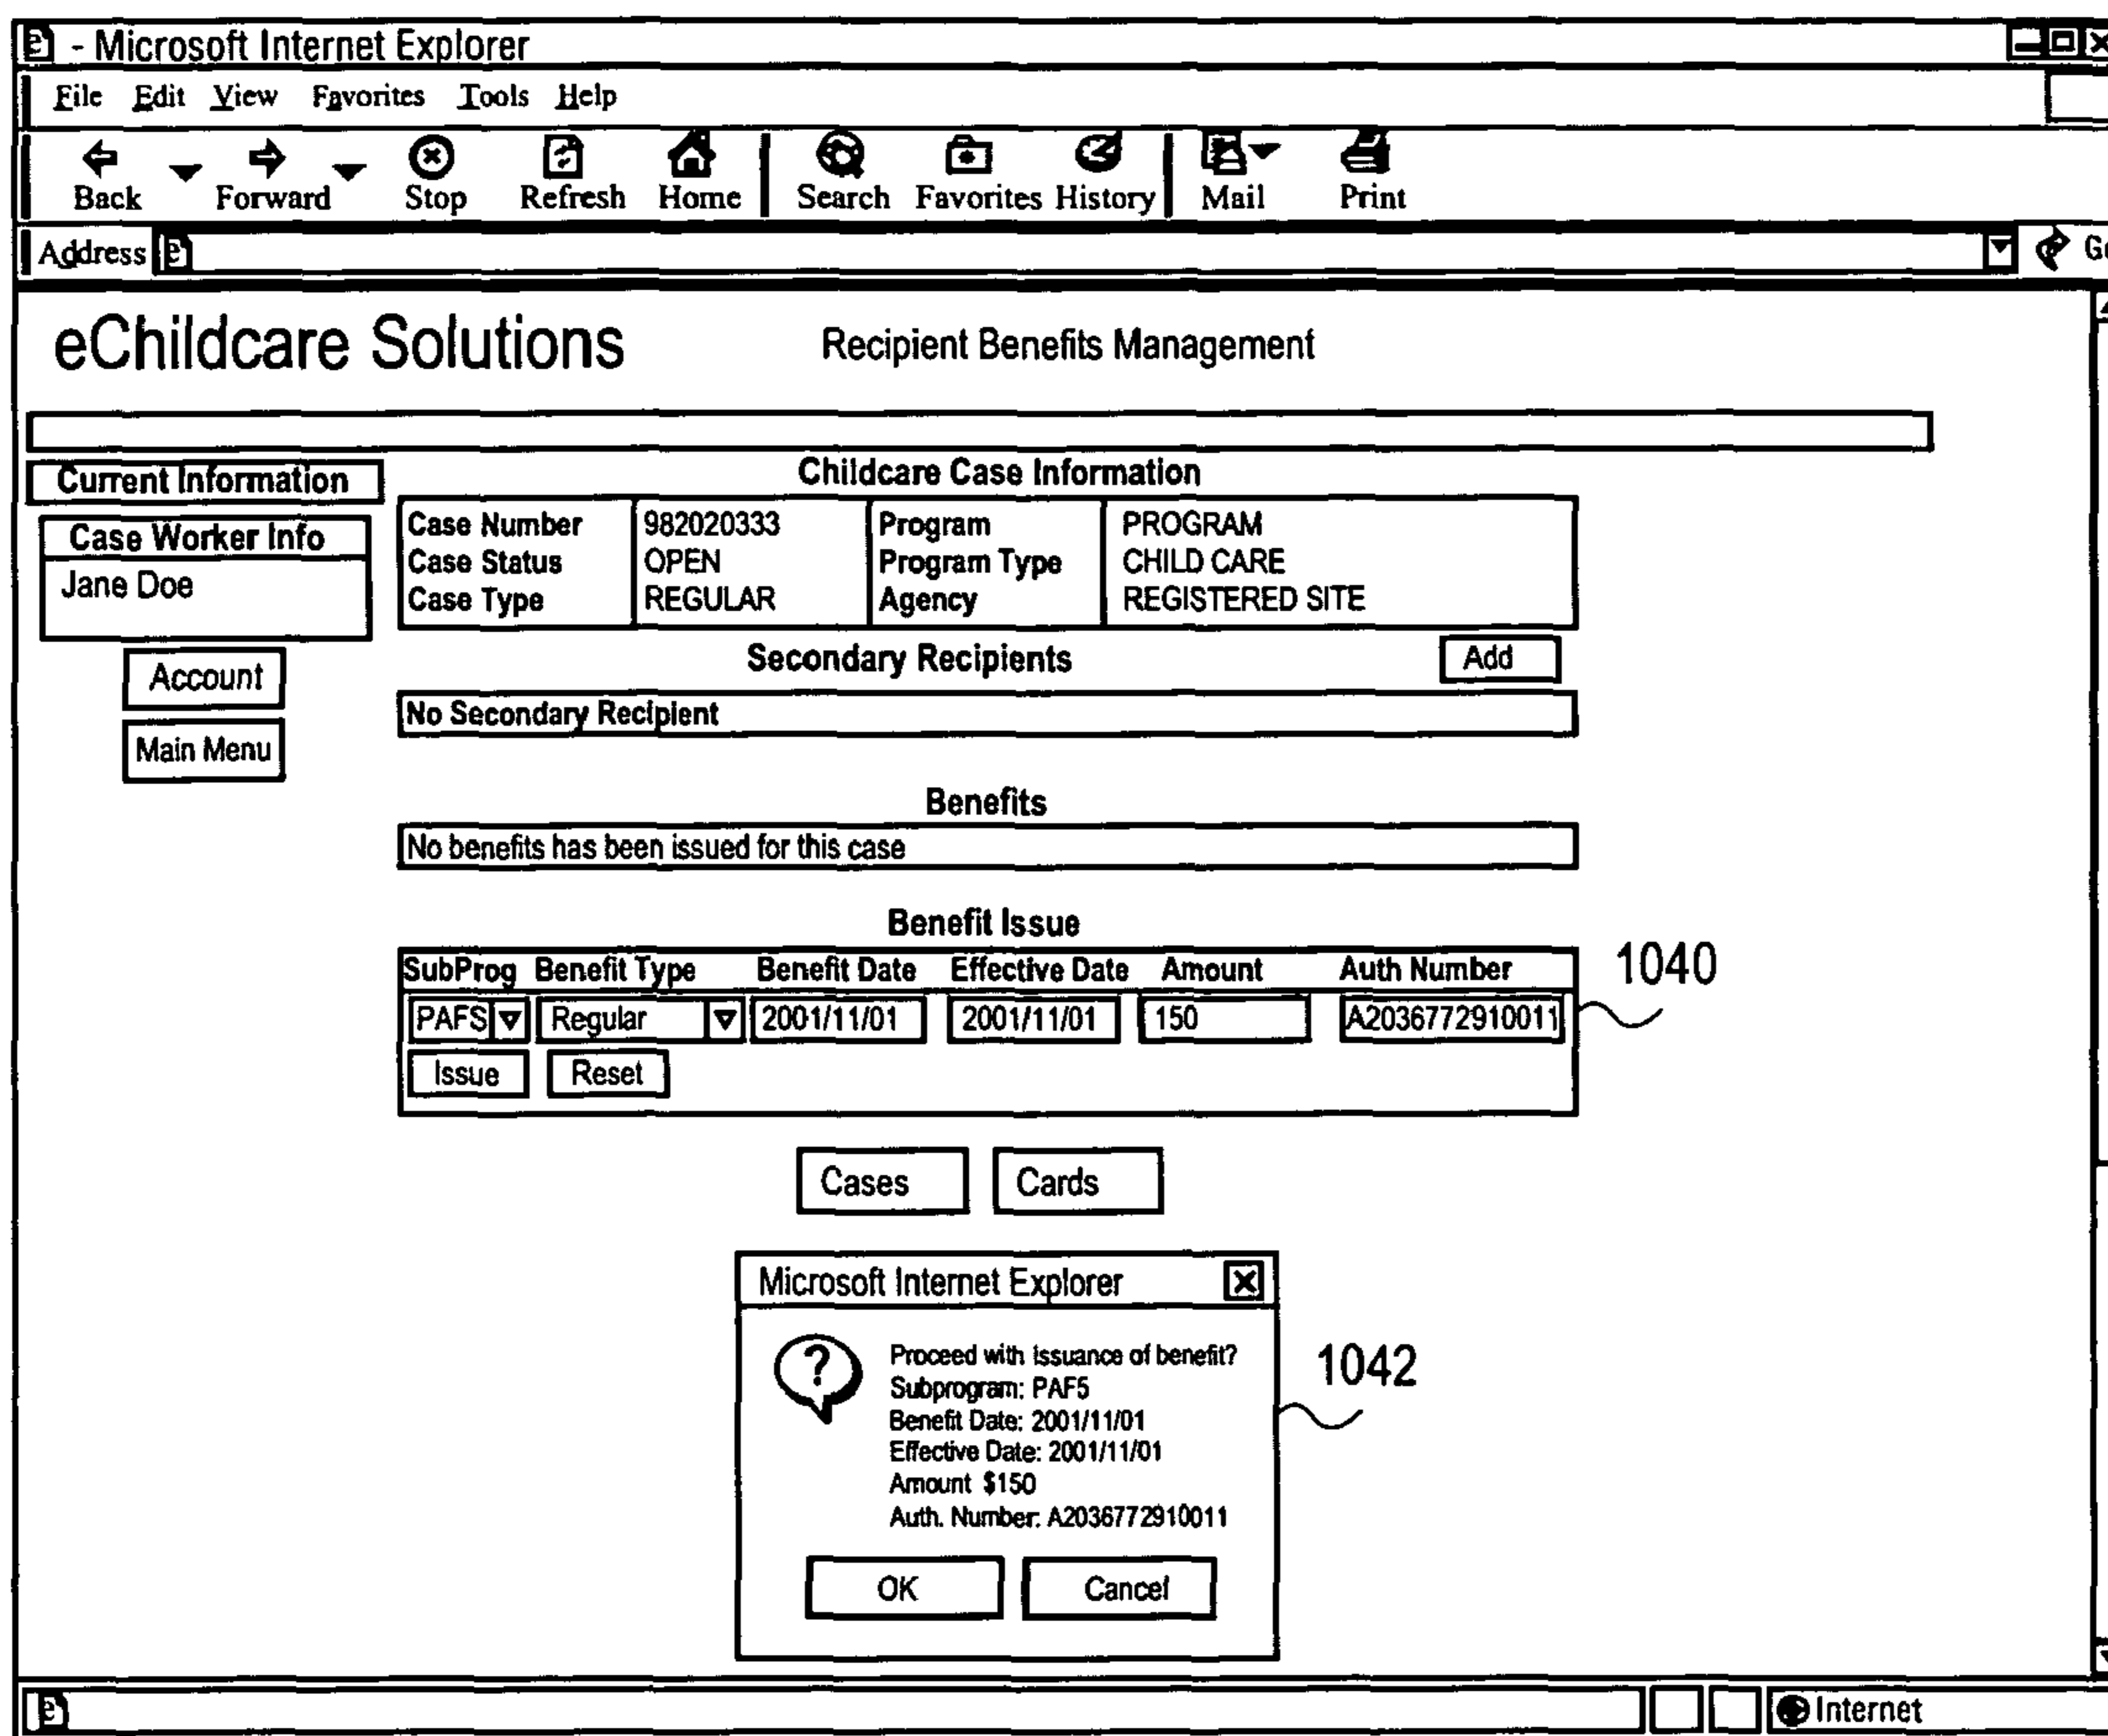 - Microsoft Internet Explorer
File Edit View Favorites Tools Help
Back Forward Stop Refresh Home Search Favorites History Mail Print
Address Go
eChildcare Solutions Recipient Benefits Management
Current Information
Case Worker Info
Jane Doe
Account
Main Menu
Childcare Case Information
Case Number 982020333 Program PROGRAM
Case Status OPEN Program Type CHILD CARE
Case Type REGULAR Agency REGISTERED SITE
Secondary Recipients Add
No Secondary Recipient
Benefits
No benefits has been issued for this case
Benefit Issue
SubProg Benefit Type Benefit Date Effective Date Amount Auth Number
PAFS Regular 2001/11/01 2001/11/01 150 A2036772910011
1040
Issue Reset
Cases Cards
Microsoft Internet Explorer
? Proceed with issuance of benefit?
Subprogram: PAF5
Benefit Date: 2001/11/01
Effective Date: 2001/11/01
Amount $150
Auth. Number: A2036772910011
OK Cancel
1042
Internet